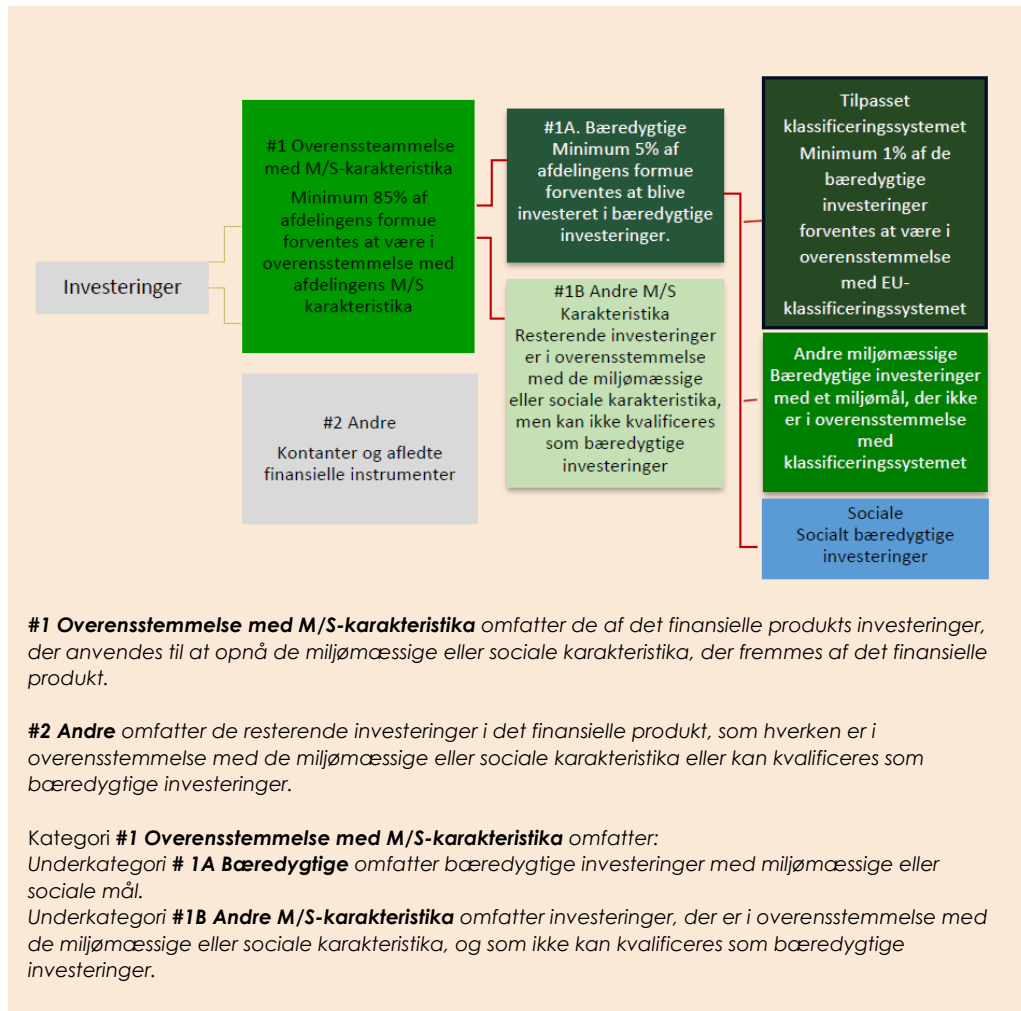 Investeringer
#1 Overenssteammelse
med M/S-karakteristika
Minimum 85% af
afdelingens formue
forventes at være i
overensstemmelse med
afdelingens M/S
karakteristika
#2 Andre
Kontanter og afledte
finansielle instrumenter
#1A. Bæredygtige
Minimum 5% af
afdelingens formue
forventes at blive
investeret i bæredygtige
investeringer.
#1B Andre M/S
Karakteristika
Resterende investeringer
er i overensstemmelse
med de miljømæssige
eller sociale karakteristika,
men kan ikke kvalificeres
som bæredygtige
investeringer
Tilpasset
klassificeringssystemet
Minimum 1% af de
bæredygtige
investeringer
forventes at være i
overensstemmelse
med EU-
klassificeringssystemet
Andre miljømæssige
Bæredygtige investeringer
med et miljømål, der ikke
er i overensstemmelse
med
klassificeringssystemet
Sociale
Socialt bæredygtige
investeringer
#1 Overensstemmelse med M/S-karakteristika omfatter de af det finansielle produkts investeringer,
der anvendes til at opnå de miljømæssige eller sociale karakteristika, der fremmes af det finansielle
produkt.
#2 Andre omfatter de resterende investeringer i det finansielle produkt, som hverken er i
overensstemmelse med de miljømæssige eller sociale karakteristika eller kan kvalificeres som
bæredygtige investeringer.
Kategori #1 Overensstemmelse med M/S-karakteristika omfatter:
Underkategori # 1A Bæredygtige omfatter bæredygtige investeringer med miljømæssige eller
sociale mål.
Underkategori #1B Andre M/S-karakteristika omfatter investeringer, der er i overensstemmelse med
de miljømæssige eller sociale karakteristika, og som ikke kan kvalificeres som bæredygtige
investeringer.